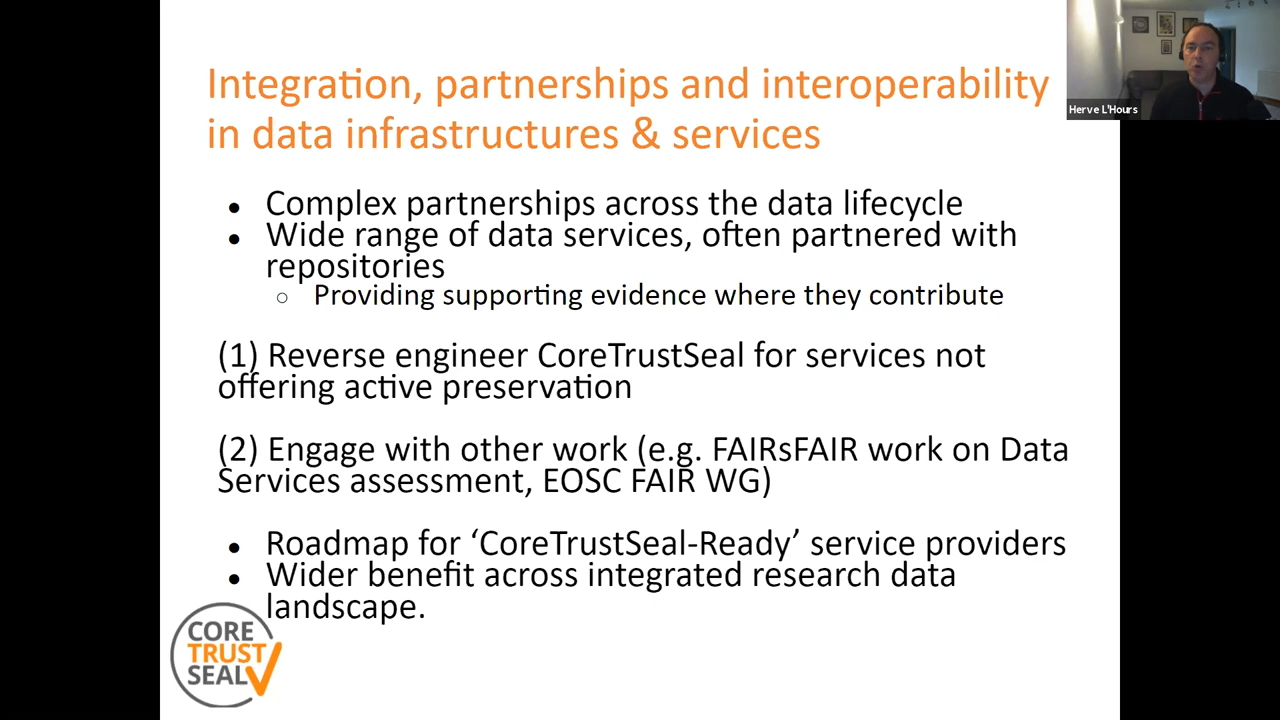 Integration, partnerships and interoperability
in data infrastructures & services
Herve L'Hours
● Complex partnerships across the data lifecycle
● Wide range of data services, often partnered with
repositories
○ Providing supporting evidence where they contribute
(1) Reverse engineer CoreTrustSeal for services not
offering active preservation
(2) Engage with other work (e.g. FAIRsFAIR work on Data
Services assessment, EOSC FAIR WG)
● Roadmap for ‘CoreTrustSeal-Ready’ service providers
● Wider benefit across integrated research data
landscape.
CORE
TRUST
SEAL